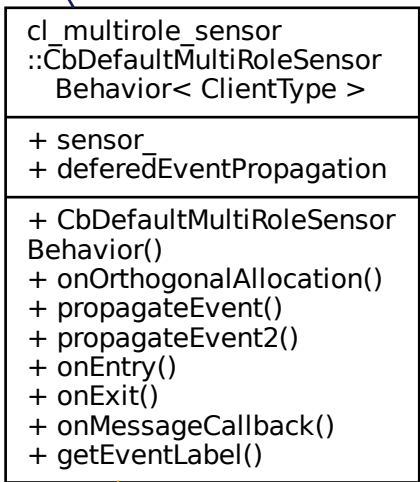 cl_multirole_sensor
::CbDefaultMultiRoleSensor
Behavior< ClientType >
+ sensor_
+ deferedEventPropagation
+ CbDefaultMultiRoleSensor
Behavior()
+ onOrthogonalAllocation()
+ propagateEvent()
+ propagateEvent2()
+ onEntry()
+ onExit()
+ onMessageCallback()
+ getEventLabel()